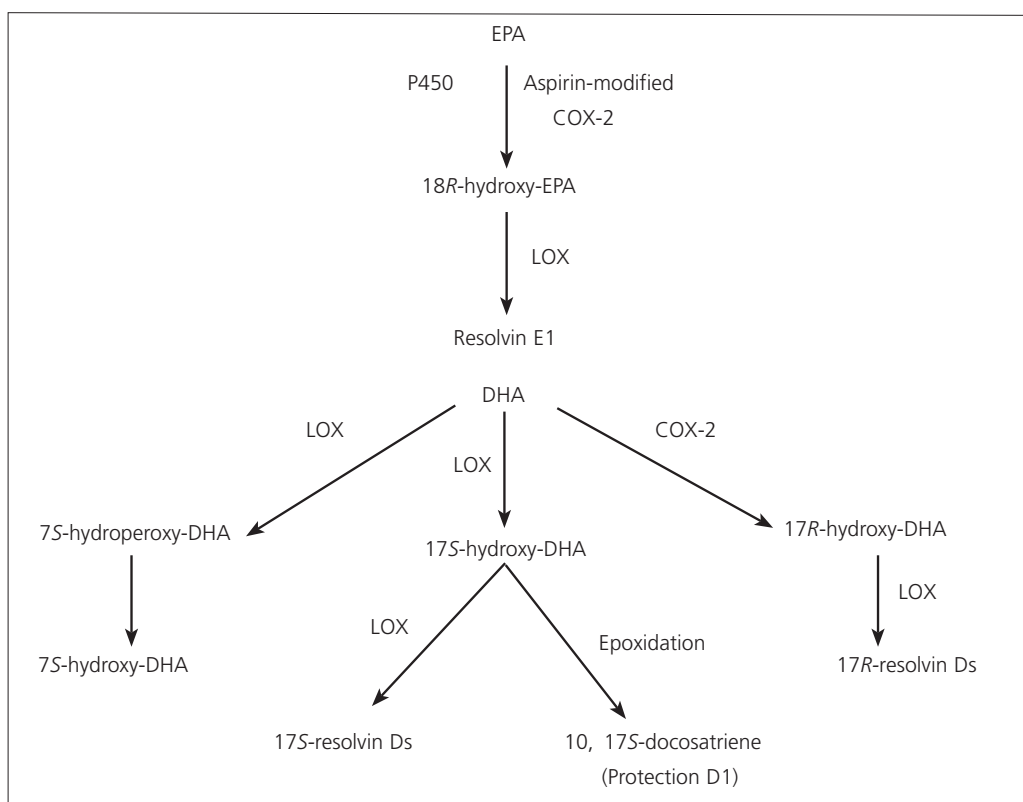 EPA
P450
Aspirin-modified
COX-2
18R-hydroxy-EPA
LOX
Resolvin E1
DHA
LOX
LOX
COX-2
7S-hydroperoxy-DHA
17S-hydroxy-DHA
17R-hydroxy-DHA
LOX
LOX
Epoxidation
7S-hydroxy-DHA
17R-resolvin Ds
17S-resolvin Ds
10, 17S-docosatriene
(Protection D1)